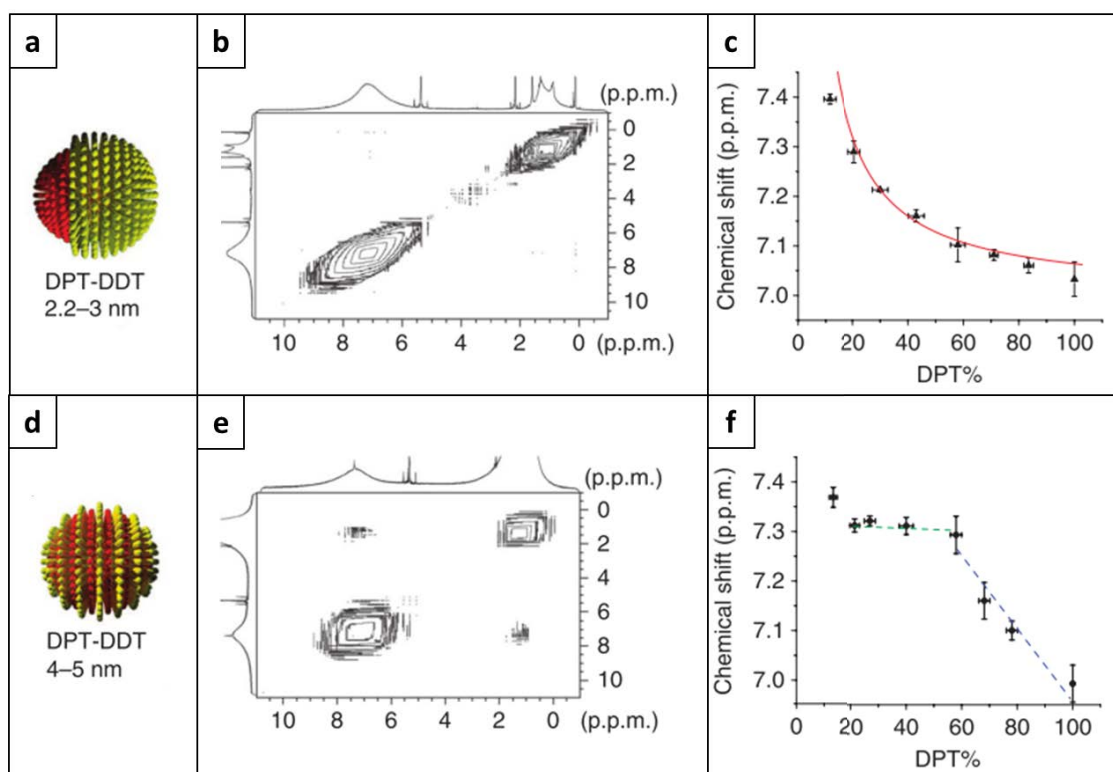 a
DPT-DDT
2.2–3 nm
b
(p.p.m.)
0
2
4
6
8
10
10 8 6 4 2 0 (p.p.m.)
c
Chemical shift (p.p.m.)
7.4
7.3
7.2
7.1
7.0
0 20 40 60 80 100
DPT%
d
DPT-DDT
4–5 nm
e
(p.p.m.)
0
2
4
6
8
10
10 8 6 4 2 0
(p.p.m.)
f
Chemical shift (p.p.m.)
7.4
7.3
7.2
7.1
7.0
0 20 40 60 80 100
DPT%